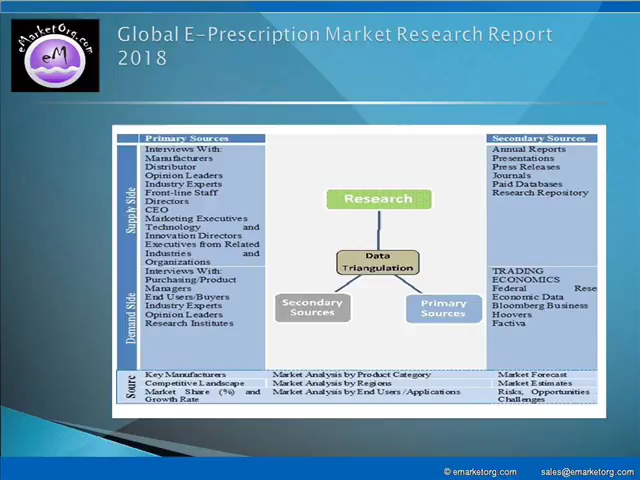 eMarketOrg.com
eM
Global E-Prescription Market Research Report
2018
Primary Sources
Secondary Sources
Supply Side
Interviews With:
Manufacturers
Distributor
Opinion Leaders
Industry Experts
Front-line Staff
Directors
CEO
Marketing Executives
Technology and
Innovation Directors
Executives from Related
Industries and
Organizations
Annual Reports
Presentations
Press Releases
Journals
Paid Databases
Research Repository
Research
Data
Triangulation
Secondary
Sources
Primary
Sources
Demand Side
Interviews With:
Purchasing/Product
Managers
End Users/Buyers
Industry Experts
Opinion Leaders
Research Institutes
TRADING
ECONOMICS
Federal Rese
Economic Data
Bloomberg Business
Hoovers
Factiva
Sourc
Key Manufacturers
Market Analysis by Product Category
Market Forecast
Competitive Landscape
Market Analysis by Regions
Market Estimates
Market Share (%) and
Growth Rate
Market Analysis by End Users /Applications
Risks, Opportunities
Challenges
© emarketorg.com
sales@emarketorg.com